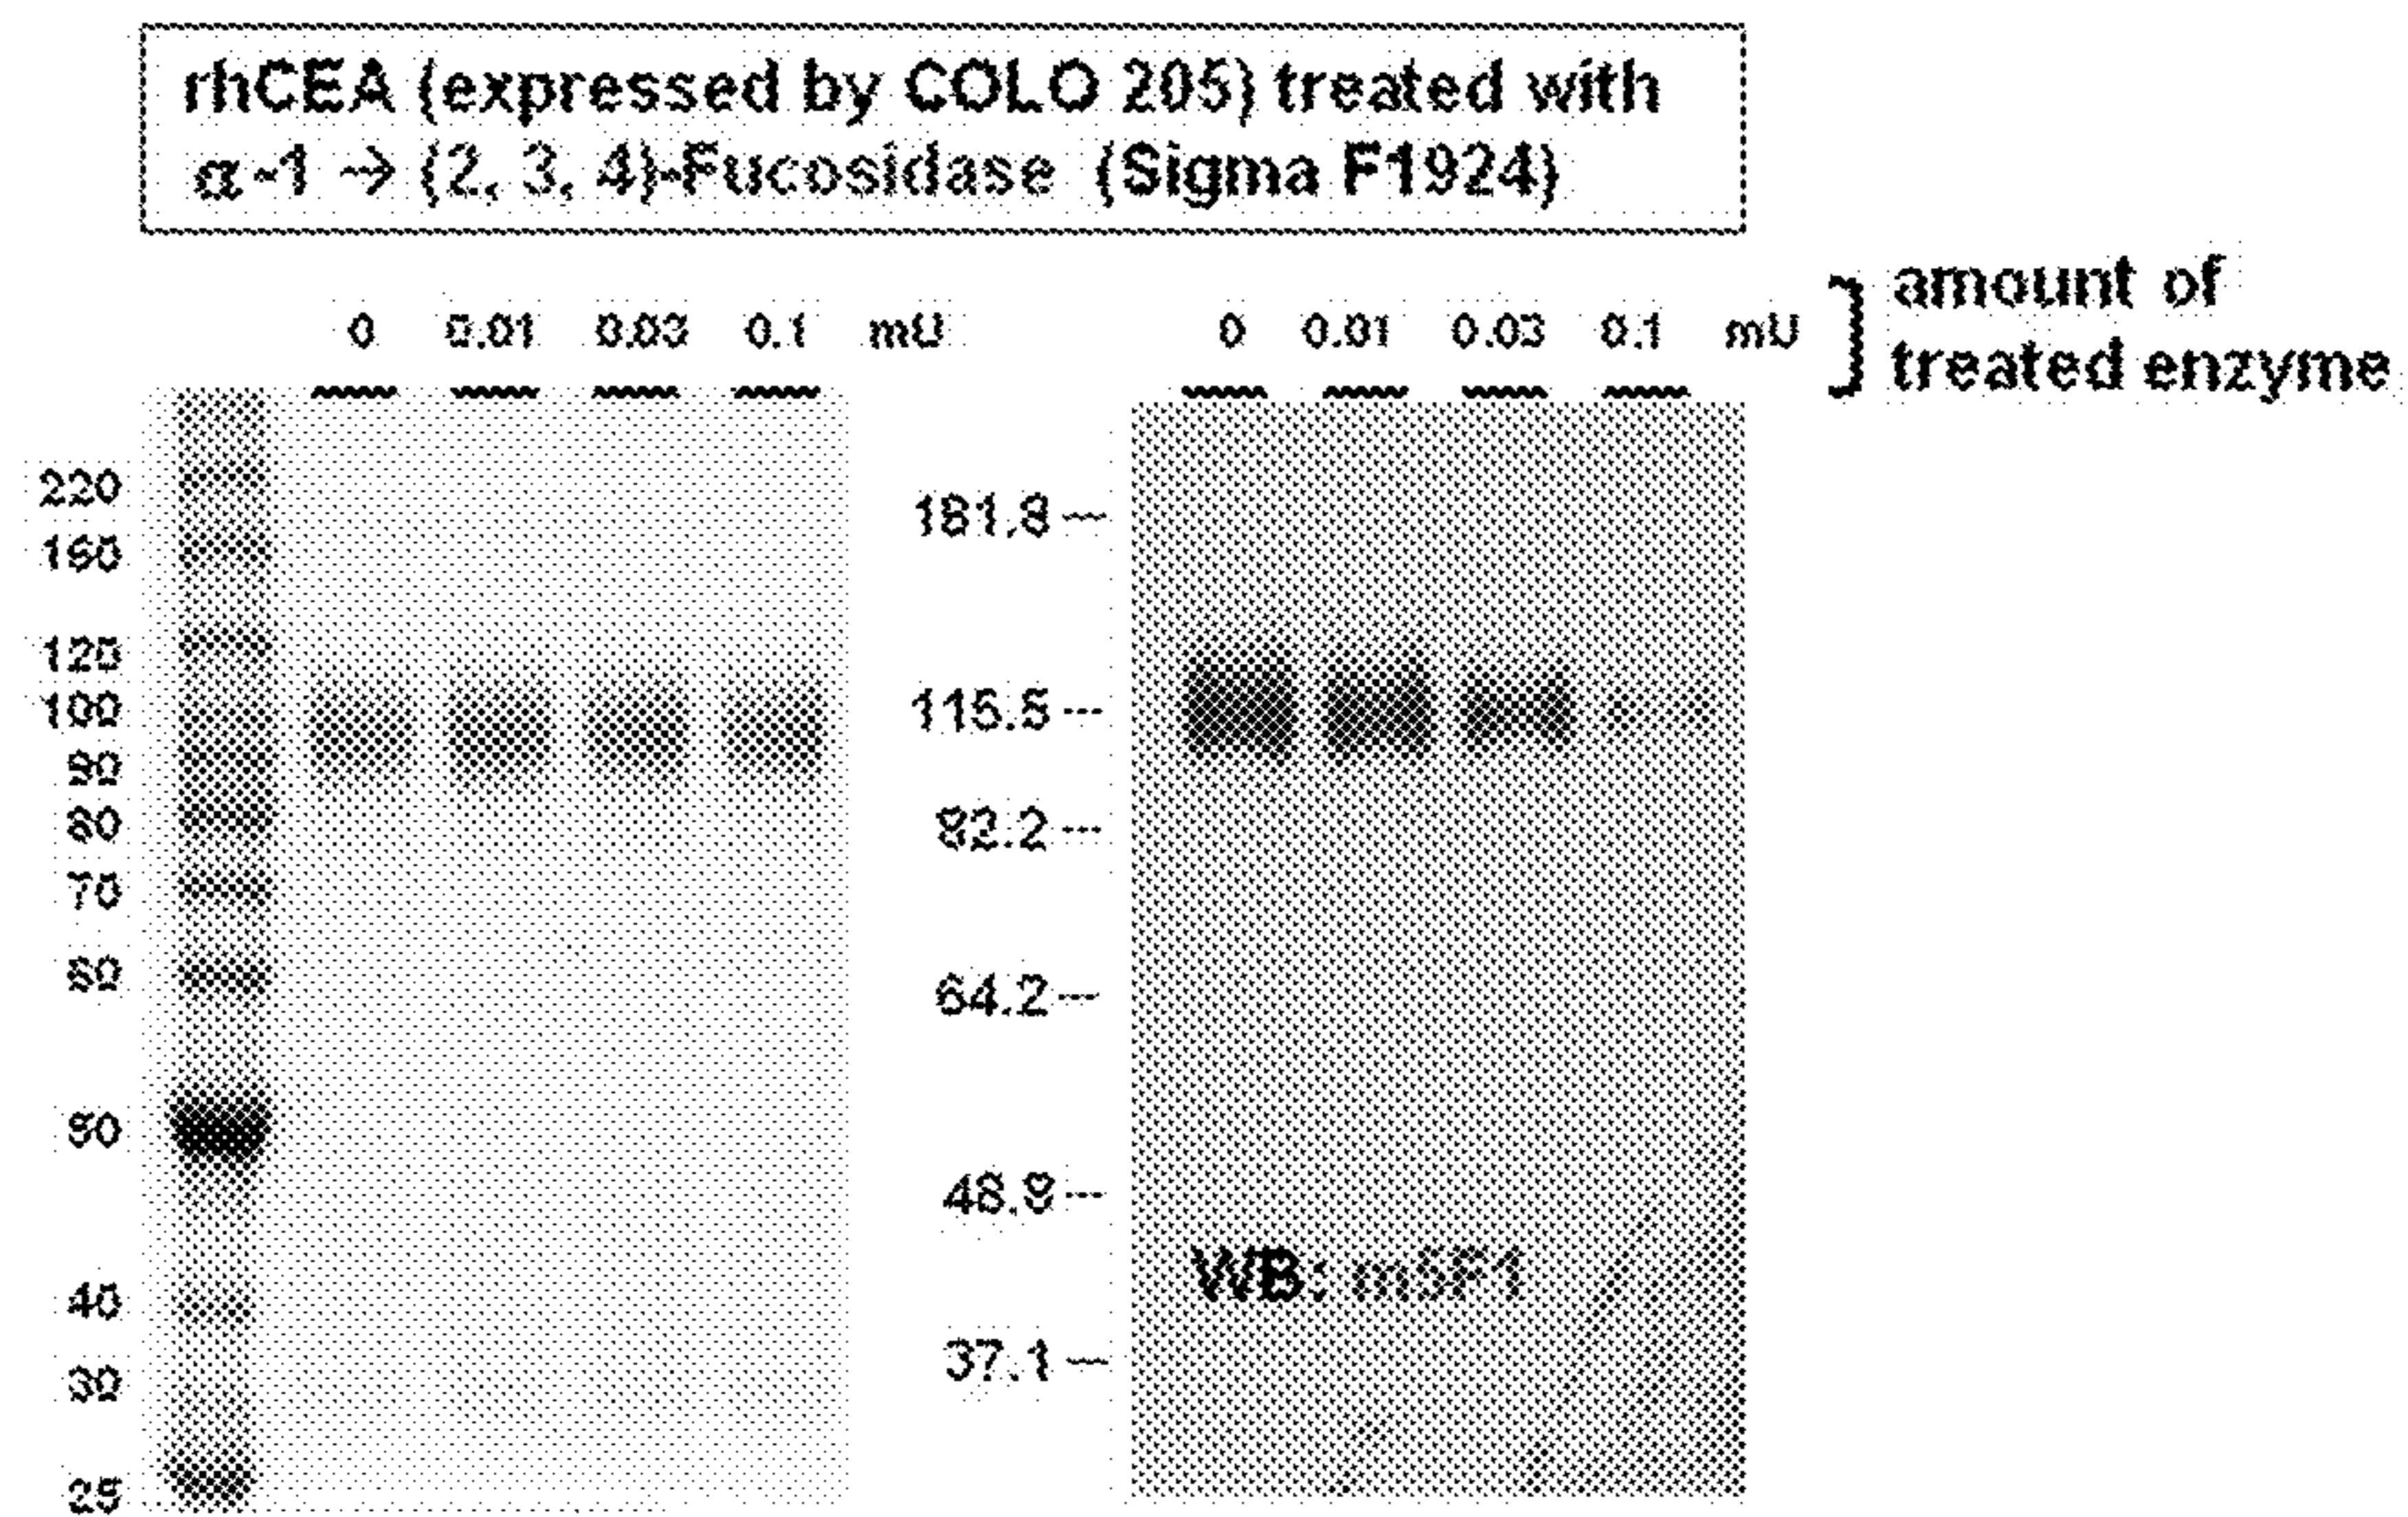 rhCEA (expressed by COLO 205) treated with
α-1 → (2, 3, 4)-Fucosidase (Sigma F1924)
0 0.01 0.03 0.1 mU
0 0.01 0.03 0.1 mU
amount of
treated enzyme
220
160
120
100
90
80
70
60
50
40
30
25
181.8
115.5
82.2
64.2
48.8
37.1
WB: m5F1